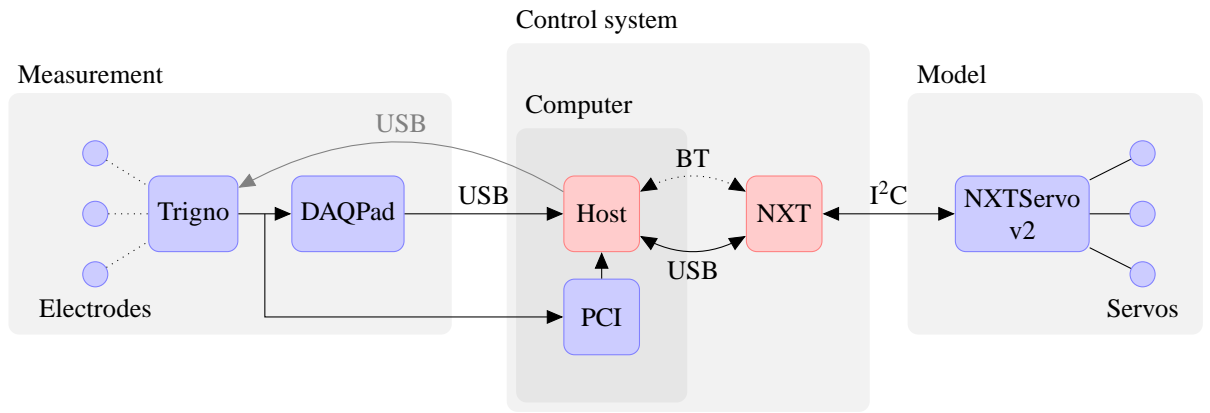 Control system
Measurement
Model
Computer
USB
BT
Trigno
DAQPad
USB
Host
NXT
I²C
NXTServo
v2
USB
Electrodes
PCI
Servos